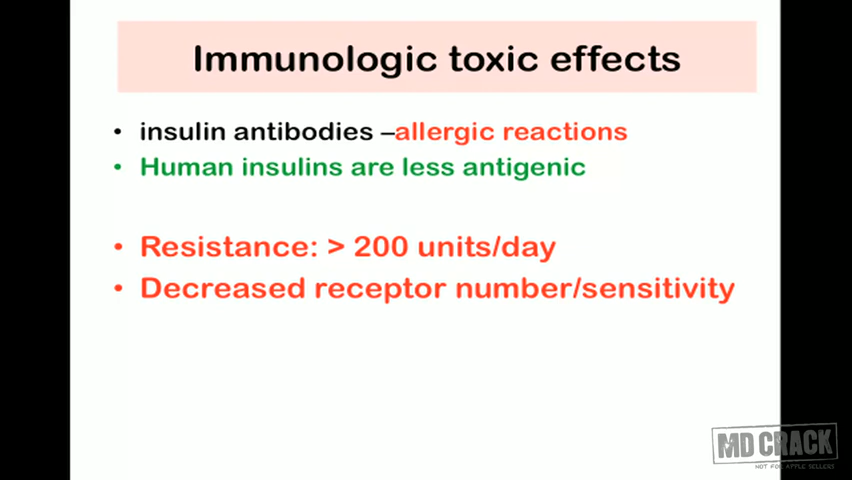 Immunologic toxic effects
• insulin antibodies –allergic reactions
• Human insulins are less antigenic
• Resistance: > 200 units/day
• Decreased receptor number/sensitivity
MD CRACK
NOT FOR APPLE SELLERS